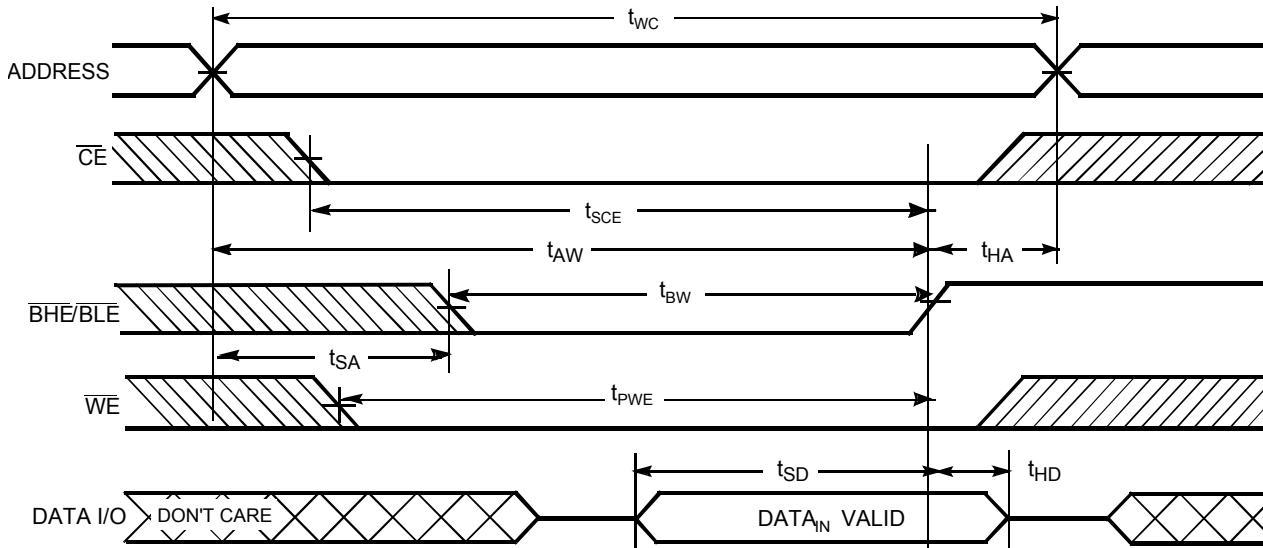 tWC
ADDRESS
CE
tSCE
tAW
tHA
BHE/BLE
tBW
tSA
WE
tPWE
tSD
tHD
DATA I/O
DON'T CARE
DATAIN VALID